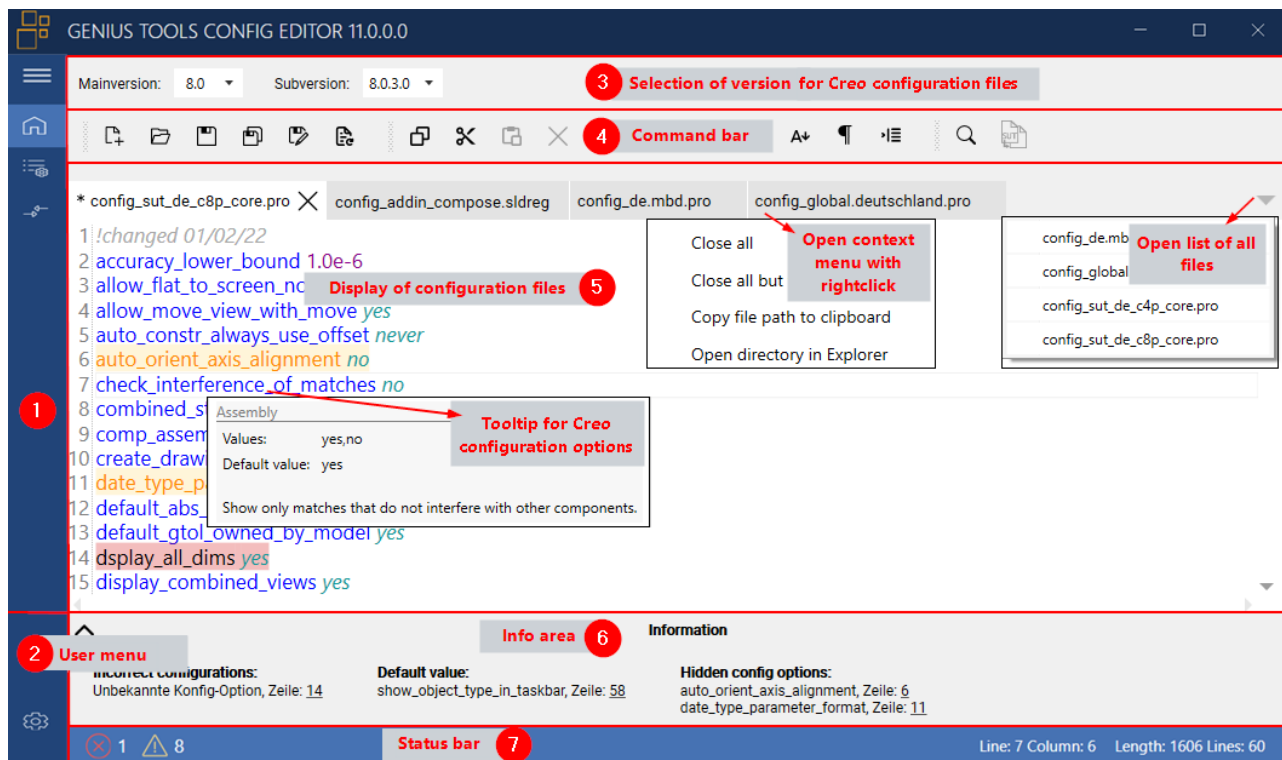 GENIUS TOOLS CONFIG EDITOR 11.0.0.0
Mainversion: 8.0 Subversion: 8.0.3.0
3 Selection of version for Creo configuration files
4 Command bar
SUT
* config_sut_de_c8p_core.pro config_addin_compose.sldreg config_de.mbd.pro config_global.deutschland.pro
1 !changed 01/02/22
2 accuracy_lower_bound 1.0e-6
3 allow_flat_to_screen_nc
Display of configuration files 5
4 allow_move_view_with_move yes
5 auto_constr_always_use_offset never
6 auto_orient_axis_alignment no
7 check_interference_of_matches no
8 combined_st
9 comp_assem
10 create_drawi
11 date_type_pa
12 default_abs_
13 default_gtol_owned_by_model yes
14 dsplay_all_dims yes
15 display_combined_views yes
Assembly
Values: yes,no
Default value: yes
Show only matches that do not interfere with other components.
Tooltip for Creo
configuration options
Close all
Close all but
Copy file path to clipboard
Open directory in Explorer
Open context
menu with
rightclick
config_de.mb
config_global
config_sut_de_c4p_core.pro
config_sut_de_c8p_core.pro
Open list of all
files
1
2 User menu
Info area 6
Information
Incorrect configurations:
Unbekannte Konfig-Option, Zeile: 14
Default value:
show_object_type_in_taskbar, Zeile: 58
Hidden config options:
auto_orient_axis_alignment, Zeile: 6
date_type_parameter_format, Zeile: 11
1 8
Status bar 7
Line: 7 Column: 6 Length: 1606 Lines: 60